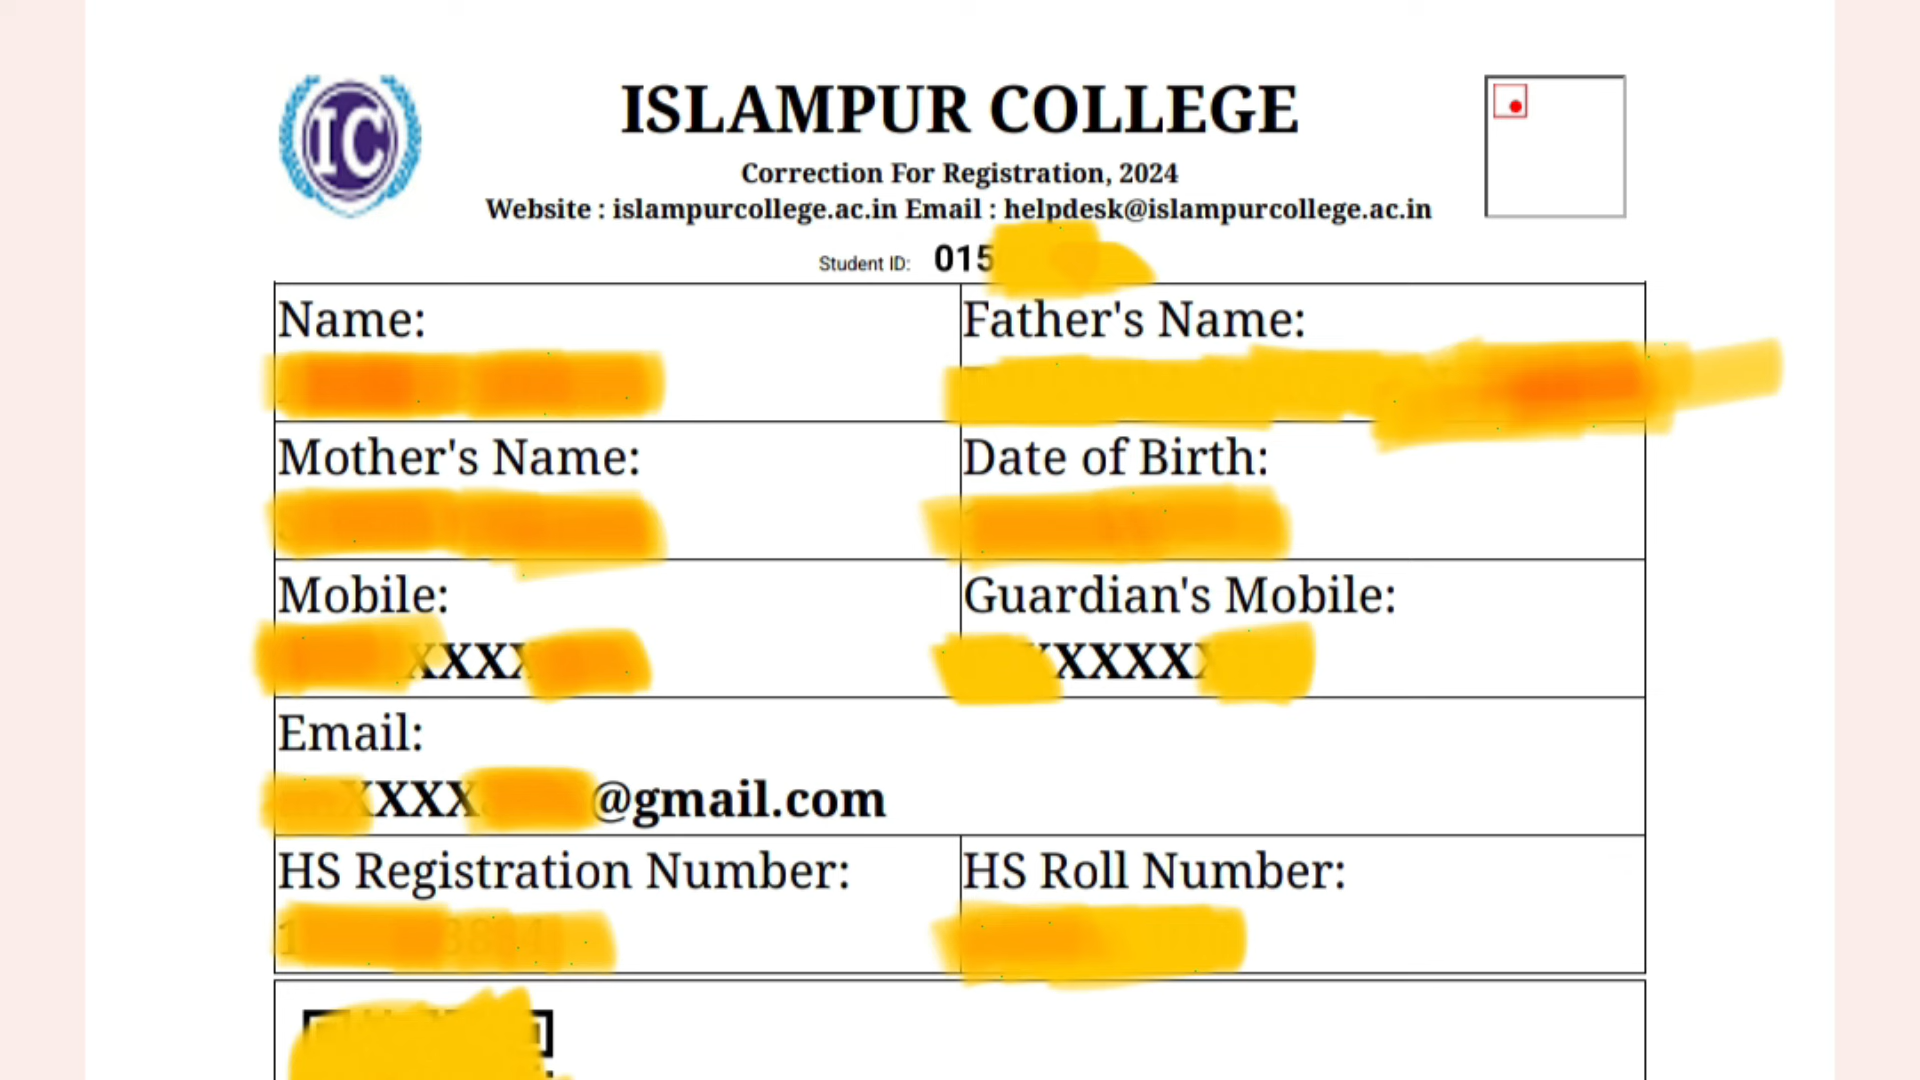 IC
ISLAMPUR COLLEGE
Correction For Registration, 2024
Website : islampurcollege.ac.in Email : helpdesk@islampurcollege.ac.in
Student ID: 015
Name:
Father's Name:
Mother's Name:
Date of Birth:
Mobile:
XXXX
Guardian's Mobile:
XXXXX
Email:
XXXX @gmail.com
HS Registration Number:
HS Roll Number: